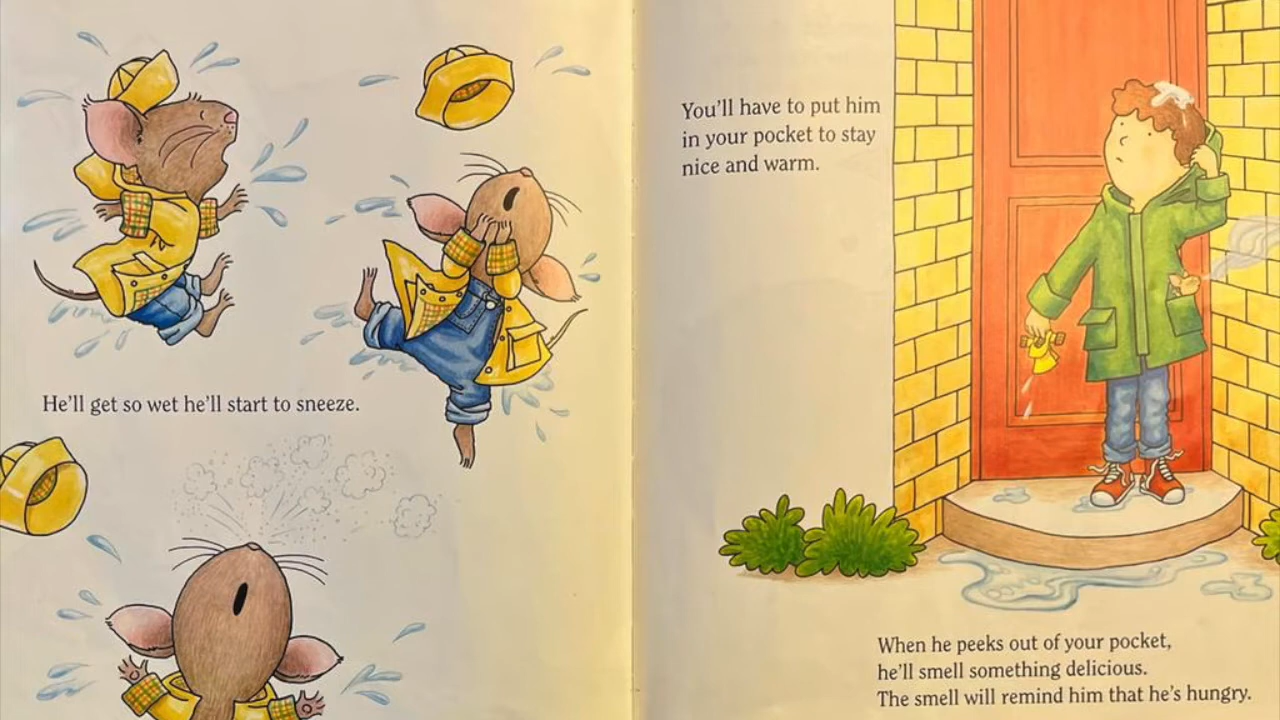 He'll get so wet he'll start to sneeze.
You'll have to put him
in your pocket to stay
nice and warm.
When he peeks out of your pocket,
he'll smell something delicious.
The smell will remind him that he's hungry.